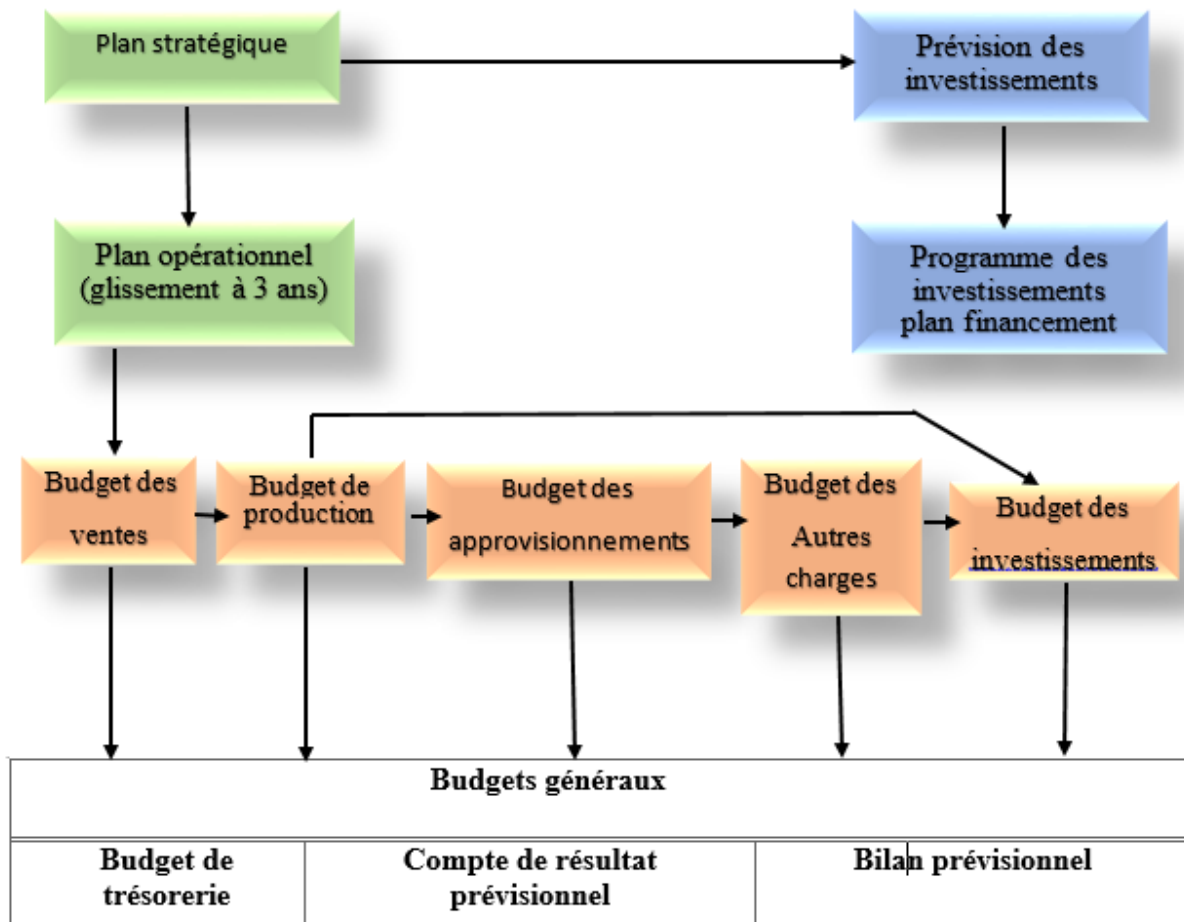 Plan stratégique
Prévision des
investissements
Plan opérationnel
(glissement à 3 ans)
Programme des
investissements
plan financement
Budget des
ventes
Budget de
production
Budget des
approvisionnements
Budget des
Autres
charges
Budget des
investissements
Budgets généraux
Budget de
trésorerie
Compte de résultat
prévisionnel
Bilan prévisionnel